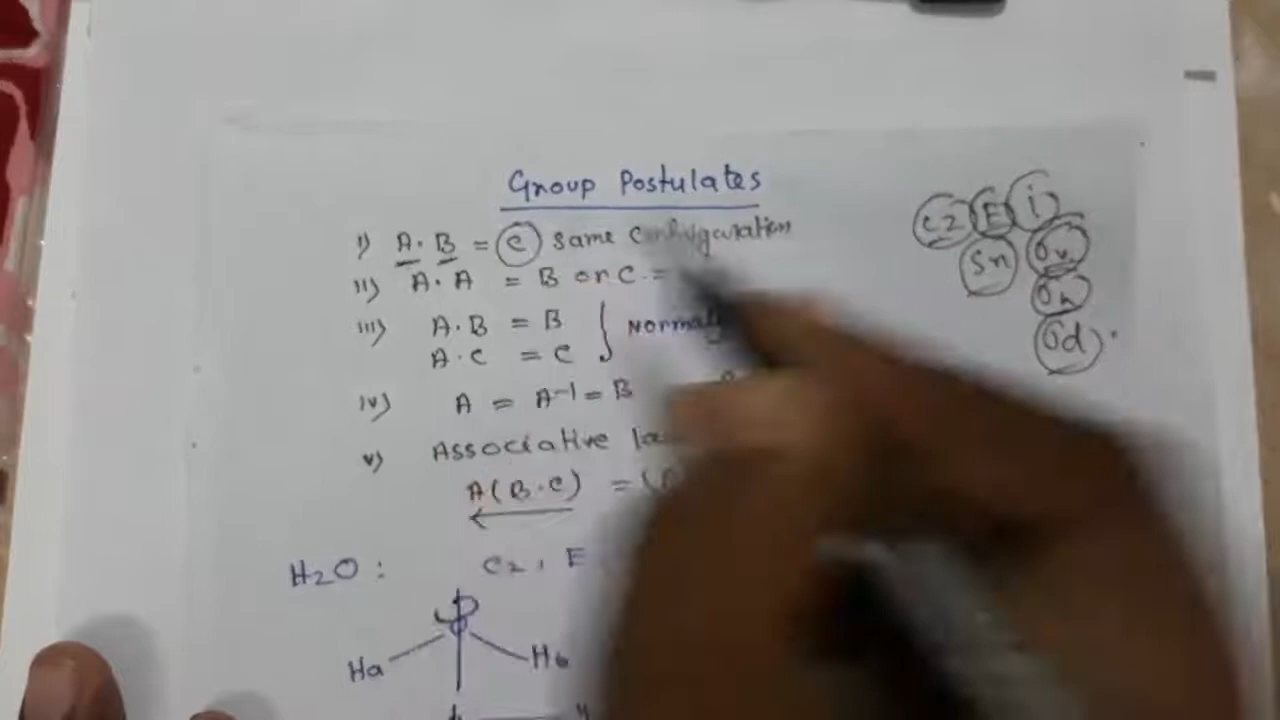 Group Postulates
i) A · B = C same configuration
ii) A · A = B or C =
iii) A · B = B
A · C = C } Normal
iv) A = A⁻¹ = B
v) Associative
A(B · C) = (
H2O : C2, E
Ha Hb
C2 E i
Sn σv
σh
σd